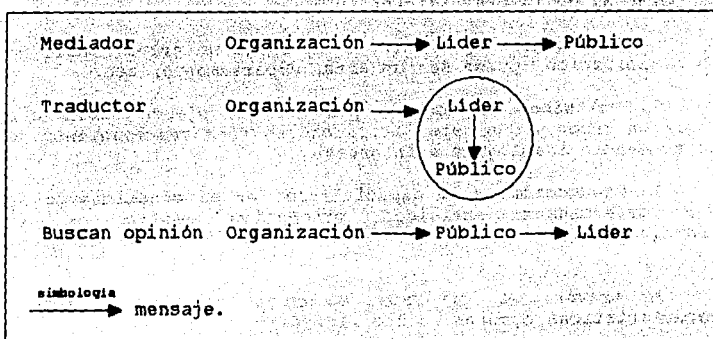 Mediador Organización Líder Público
Traductor Organización Líder
Público
Buscan opinión Organización Público Líder
simbología
mensaje.